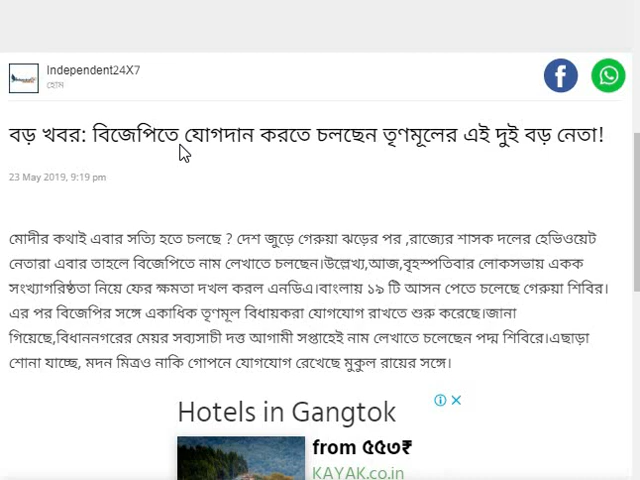 Independent24X7
হোম
বড় খবর: বিজেপিতে যোগদান করতে চলছেন তৃণমূলের এই দুই বড় নেতা!
23 May 2019, 9:19 pm
মোদীর কথাই এবার সত্যি হতে চলছে ? দেশ জুড়ে গেরুয়া ঝড়ের পর ,রাজ্যের শাসক দলের হেভিওয়েট
নেতারা এবার তাহলে বিজেপিতে নাম লেখাতে চলছেন।উল্লেখ্য,আজ,বৃহস্পতিবার লোকসভায় একক
সংখ্যাগরিষ্ঠতা নিয়ে ফের ক্ষমতা দখল করল এনডিএ।বাংলায় ১৯ টি আসন পেতে চলেছে গেরুয়া শিবির।
এর পর বিজেপির সঙ্গে একাধিক তৃণমূল বিধায়করা যোগযোগ রাখতে শুরু করেছে।জানা
গিয়েছে,বিধাননগরের মেয়র সব্যসাচী দত্ত আগামী সপ্তাহেই নাম লেখাতে চলেছেন পদ্ম শিবিরে।এছাড়া
শোনা যাচ্ছে, মদন মিত্রও নাকি গোপনে যোগযোগ রেখেছে মুকুল রায়ের সঙ্গে।
Hotels in Gangtok
from ৫৫৩₹
KAYAK.co.in